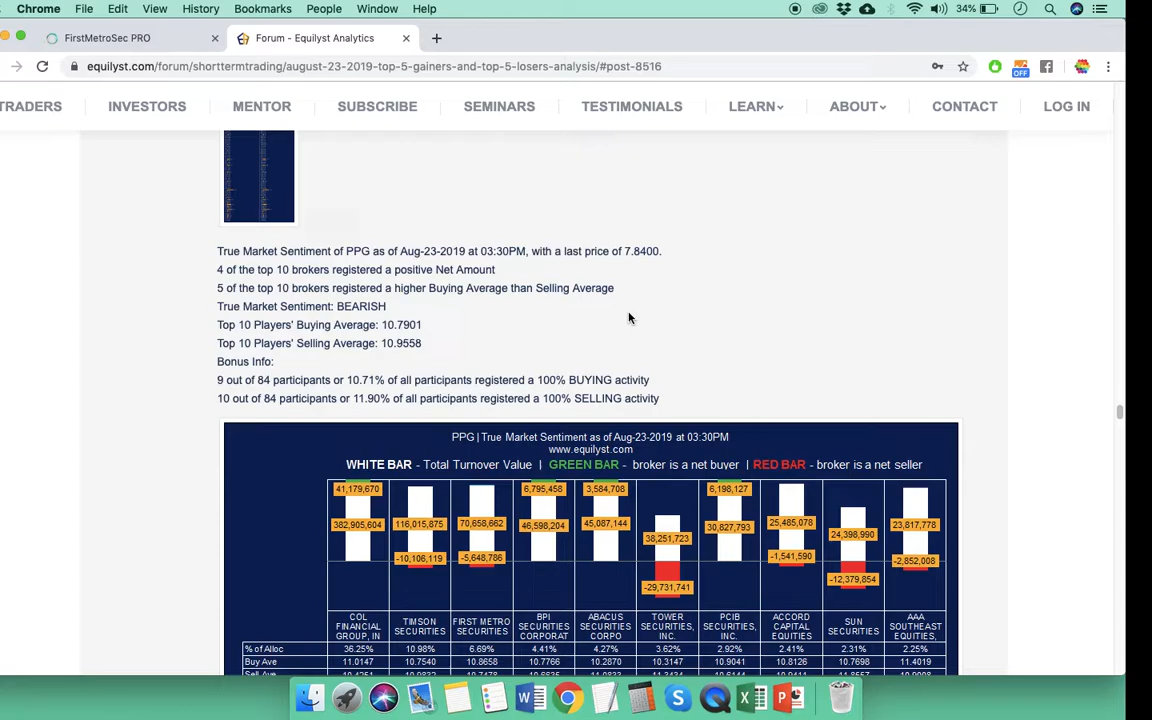 Chrome File Edit View History Bookmarks People Window Help 34%
FirstMetroSec PRO × Forum - Equilyst Analytics × +
equilyst.com/forum/shorttermtrading/august-23-2019-top-5-gainers-and-top-5-losers-analysis/#post-8516 OFF
TRADERS INVESTORS MENTOR SUBSCRIBE SEMINARS TESTIMONIALS LEARN ABOUT CONTACT LOG IN
True Market Sentiment of PPG as of Aug-23-2019 at 03:30PM, with a last price of 7.8400.
4 of the top 10 brokers registered a positive Net Amount
5 of the top 10 brokers registered a higher Buying Average than Selling Average
True Market Sentiment: BEARISH
Top 10 Players' Buying Average: 10.7901
Top 10 Players' Selling Average: 10.9558
Bonus Info:
9 out of 84 participants or 10.71% of all participants registered a 100% BUYING activity
10 out of 84 participants or 11.90% of all participants registered a 100% SELLING activity
PPG | True Market Sentiment as of Aug-23-2019 at 03:30PM
www.equilyst.com
WHITE BAR - Total Turnover Value | GREEN BAR - broker is a net buyer | RED BAR - broker is a net seller
41,179,670 6,795,458 3,584,708 6,198,127
382,905,604 116,015,875 70,658,662 46,598,204 45,087,144 38,251,723 30,827,793 25,485,078 24,398,990 23,817,778
-10,106,119 -5,648,786 -29,731,741 -1,541,590 -12,379,854 -2,852,008
COL FINANCIAL GROUP, IN TIMSON SECURITIES FIRST METRO SECURITIES BPI SECURITIES CORPORAT ABACUS SECURITIES CORPO TOWER SECURITIES, INC. PCIB SECURITIES, INC. ACCORD CAPITAL EQUITIES SUN SECURITIES AAA SOUTHEAST EQUITIES,
% of Alloc 36.25% 10.98% 6.69% 4.41% 4.27% 3.62% 2.92% 2.41% 2.31% 2.25%
Buy Ave 11.0147 10.7540 10.8658 10.7766 10.2870 10.3147 10.9041 10.8126 10.7698 11.4019